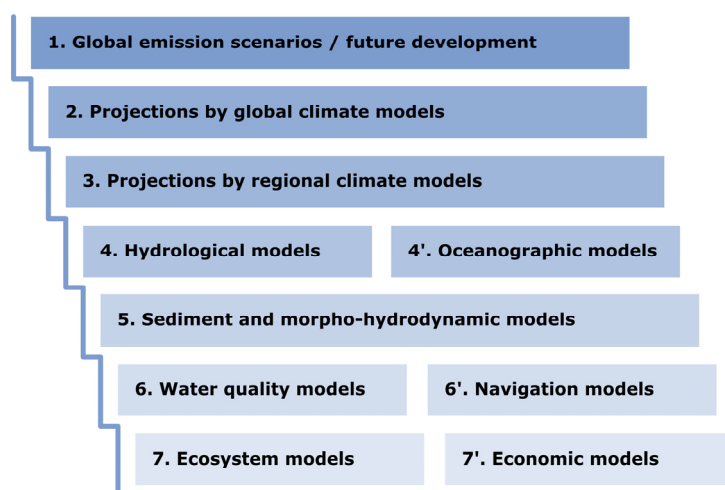 1. Global emission scenarios / future development
2. Projections by global climate models
3. Projections by regional climate models
4. Hydrological models
4'. Oceanographic models
5. Sediment and morpho-hydrodynamic models
6. Water quality models
6'. Navigation models
7. Ecosystem models
7'. Economic models